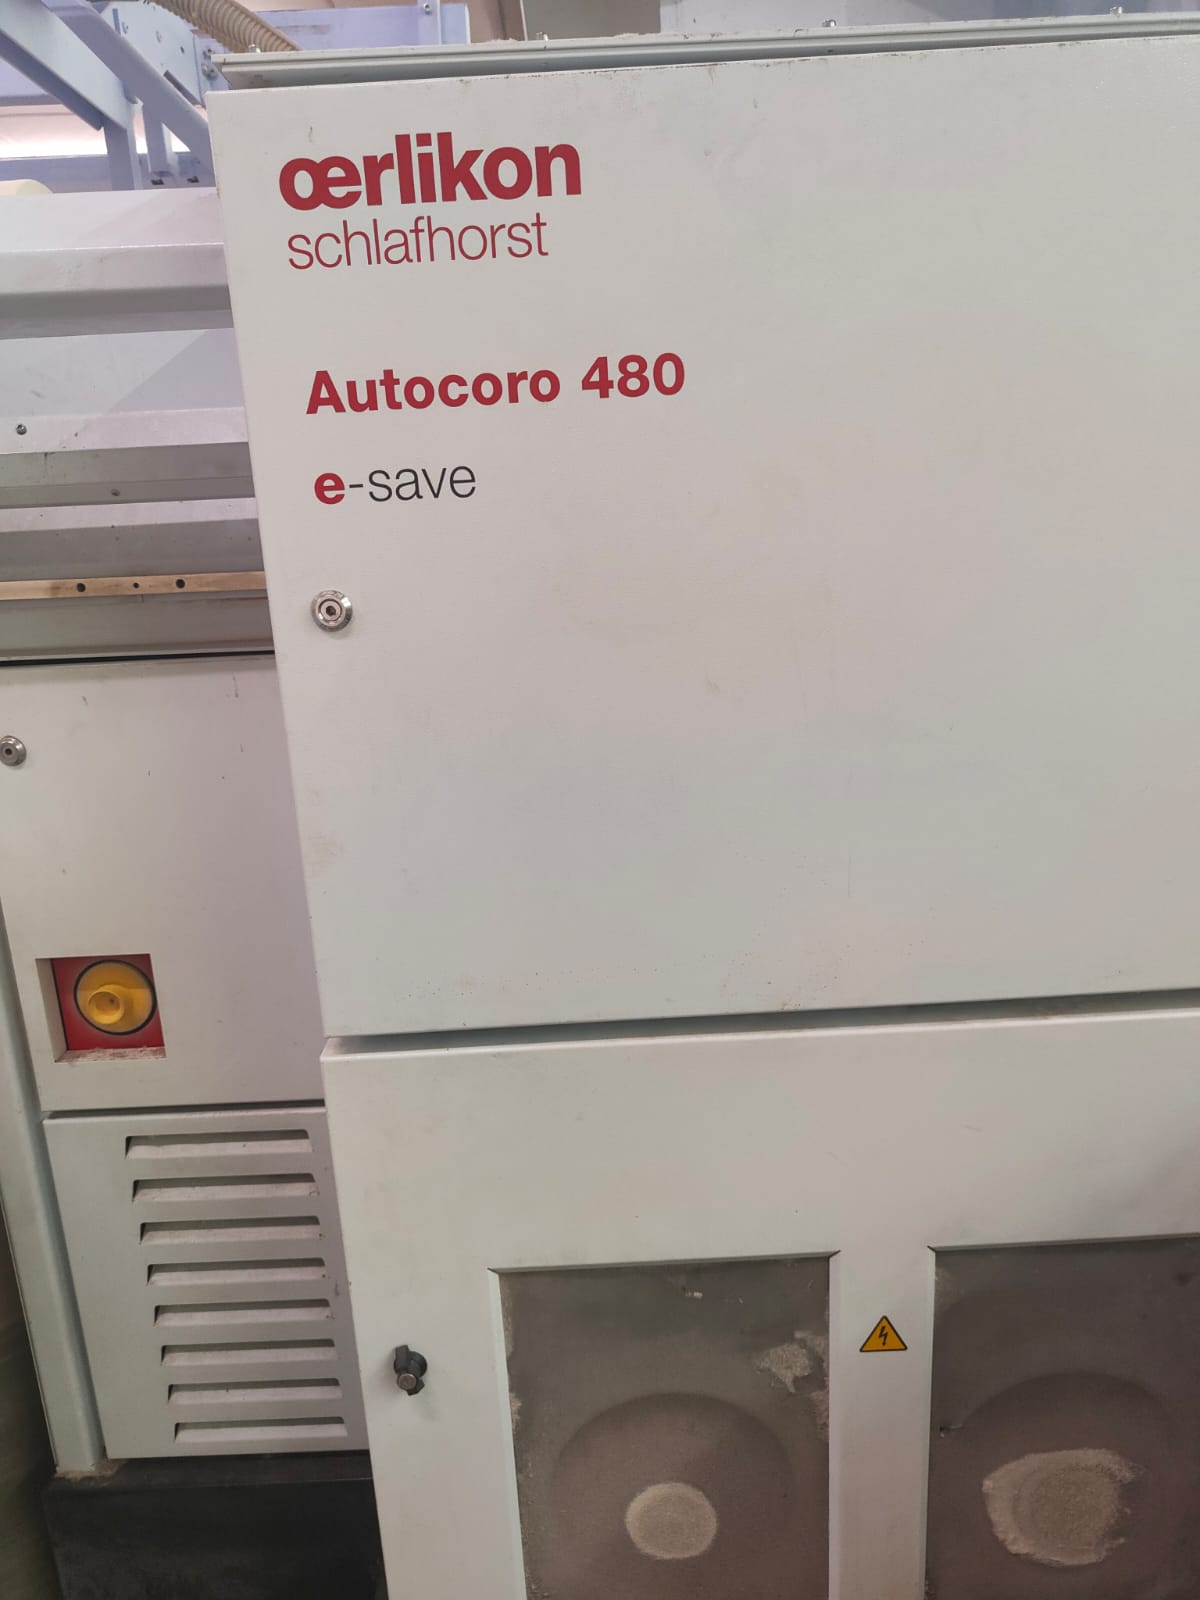 œrlikon
schlafhorst
Autocoro 480
e-save